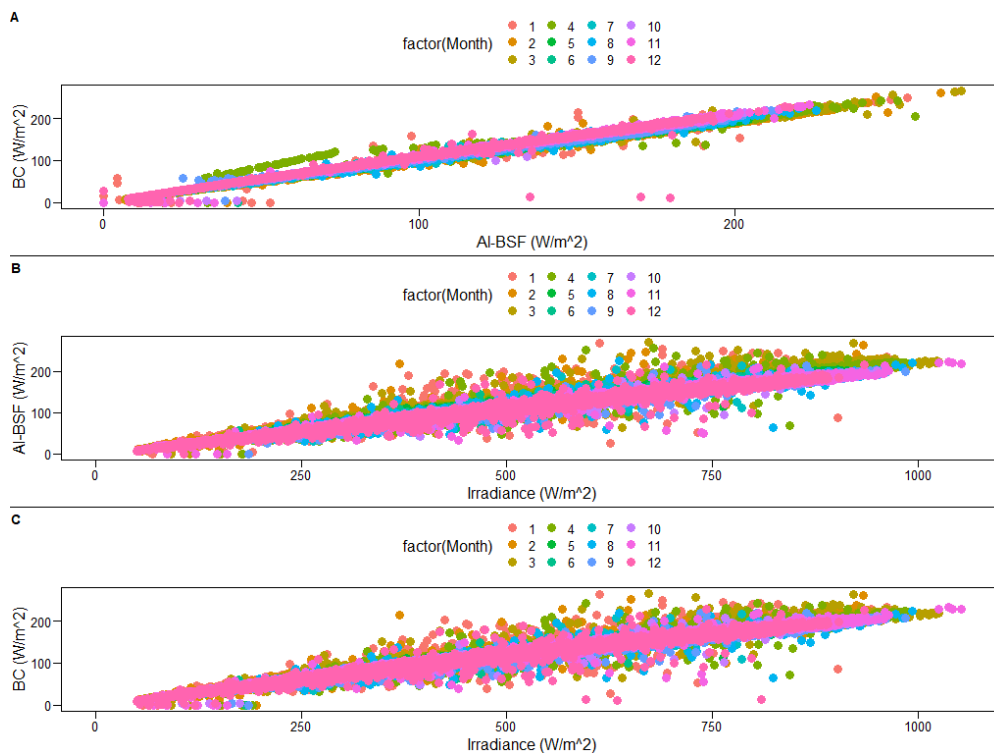 A
factor(Month)
1 4 7 10
2 5 8 11
3 6 9 12
BC (W/m^2)
200
100
0
0 100 200
Al-BSF (W/m^2)
B
factor(Month)
1 4 7 10
2 5 8 11
3 6 9 12
Al-BSF (W/m^2)
200
100
0
0 250 500 750 1000
Irradiance (W/m^2)
C
factor(Month)
1 4 7 10
2 5 8 11
3 6 9 12
BC (W/m^2)
200
100
0
0 250 500 750 1000
Irradiance (W/m^2)